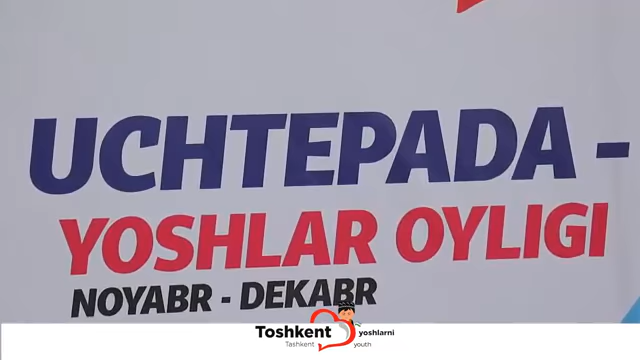 UCHTEPADA -
YOSHLAR OYLIGI
NOYABR - DEKABR
Toshkent yoshlarni
Tashkent youth